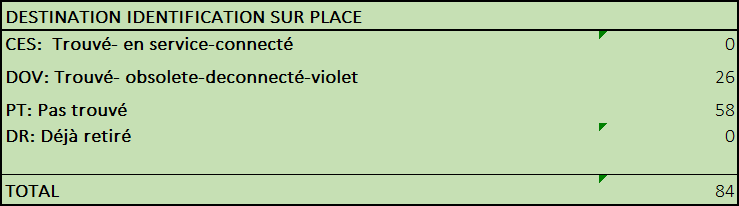 DESTINATION IDENTIFICATION SUR PLACE
CES:  Trouvé- en service-connecté 0
DOV: Trouvé- obsolete-deconnecté-violet 26
PT: Pas trouvé 58
DR: Déjà retiré 0
TOTAL 84